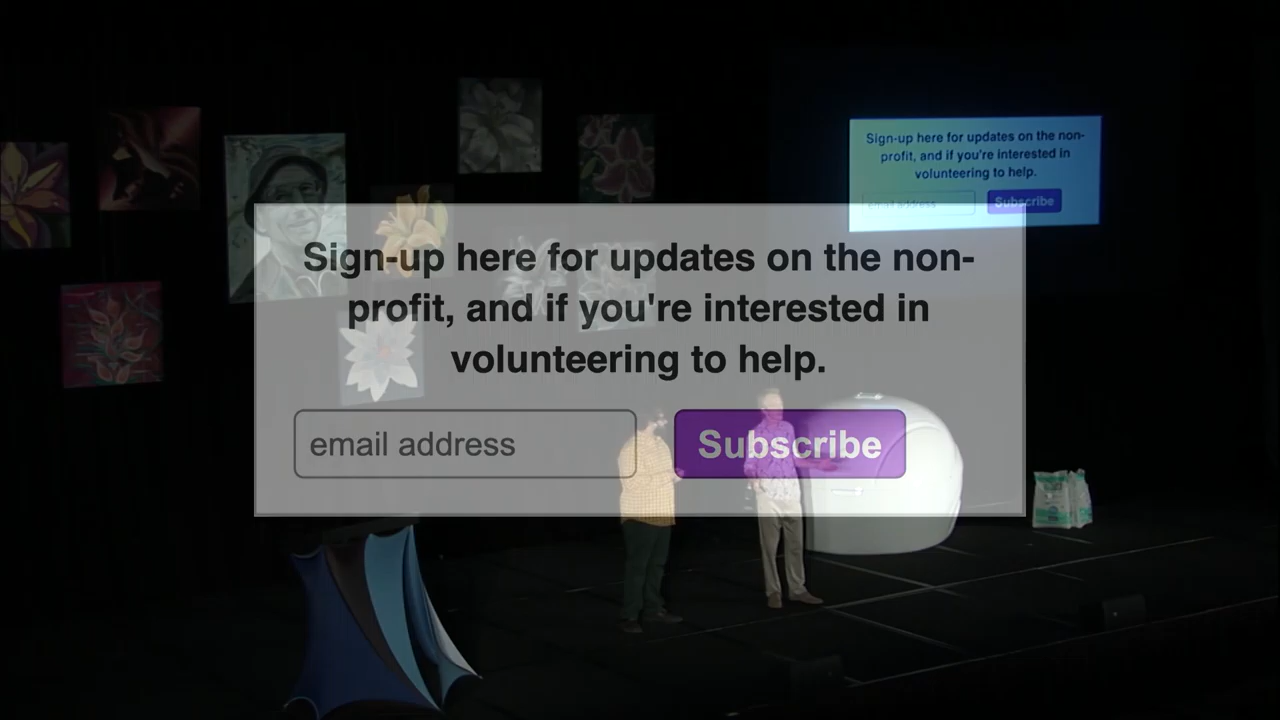 Sign-up here for updates on the non-
profit, and if you're interested in
volunteering to help.
email address
Subscribe
Sign-up here for updates on the non-
profit, and if you're interested in
volunteering to help.
email address
Subscribe